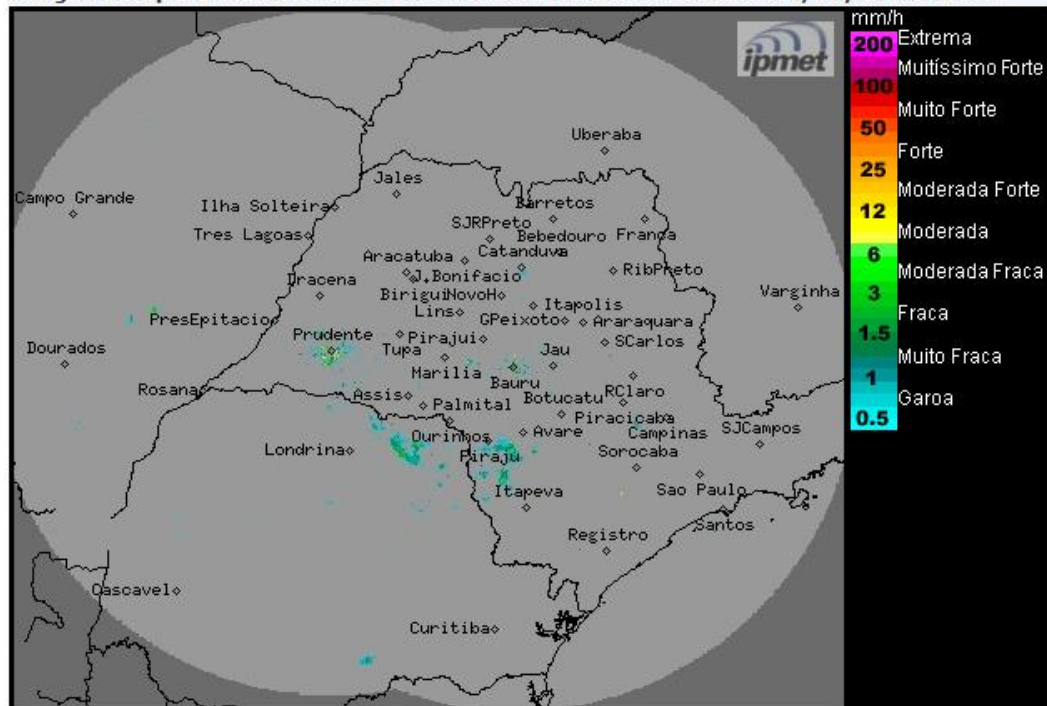 mm/h
200 Extrema
Muitíssimo Forte
100
Muito Forte
50
Forte
25
Moderada Forte
12
Moderada
6
Moderada Fraca
3
Fraca
1.5
Muito Fraca
1
Garoa
0.5
ipmet
Uberaba
Jales
Campo Grande
Ilha Solteira
Barretos
Tres Lagoas
SJRPreto
Bebedouro
Franca
Aracatuba
Catanduva
J.Bonifacio
RibPreto
Dracena
Birigui
NovoH
Itapolis
Varginha
PresEpitacio
Lins
GPeixoto
Araraquara
Prudente
Pirajui
SCarlos
Dourados
Tupa
Jau
Marilia
Bauru
Rosana
Assis
Botucatu
RClaro
Palmital
Piracicaba
Ourinhos
Avare
Campinas
SJCampos
Londrina
Piraju
Sorocaba
Itapeva
Sao Paulo
Santos
Registro
Cascavel
Curitiba